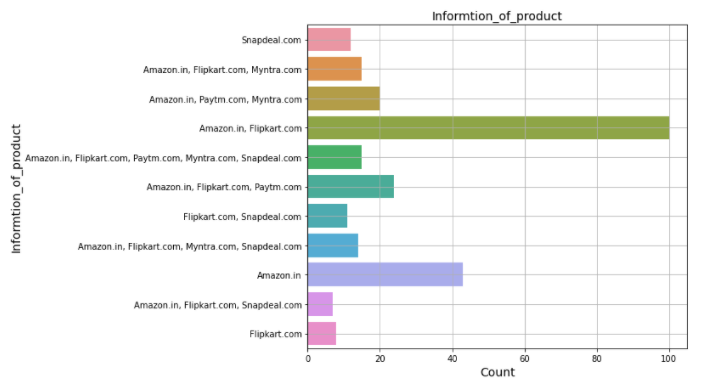 Informtion_of_product
Snapdeal.com
Amazon.in, Flipkart.com, Myntra.com
Amazon.in, Paytm.com, Myntra.com
Amazon.in, Flipkart.com
Amazon.in, Flipkart.com, Paytm.com, Myntra.com, Snapdeal.com
Amazon.in, Flipkart.com, Paytm.com
Flipkart.com, Snapdeal.com
Amazon.in, Flipkart.com, Myntra.com, Snapdeal.com
Amazon.in
Amazon.in, Flipkart.com, Snapdeal.com
Flipkart.com
Informtion_of_product
0 20 40 60 80 100
Count